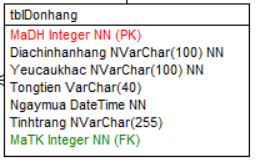 tblDonhang
MaDH Integer NN (PK)
Diachinhanhang NVarChar(100) NN
Yeucaukhac NVarChar(100) NN
Tongtien VarChar(40)
Ngaymua DateTime NN
Tinhtrang NVarChar(255)
MaTK Integer NN (FK)